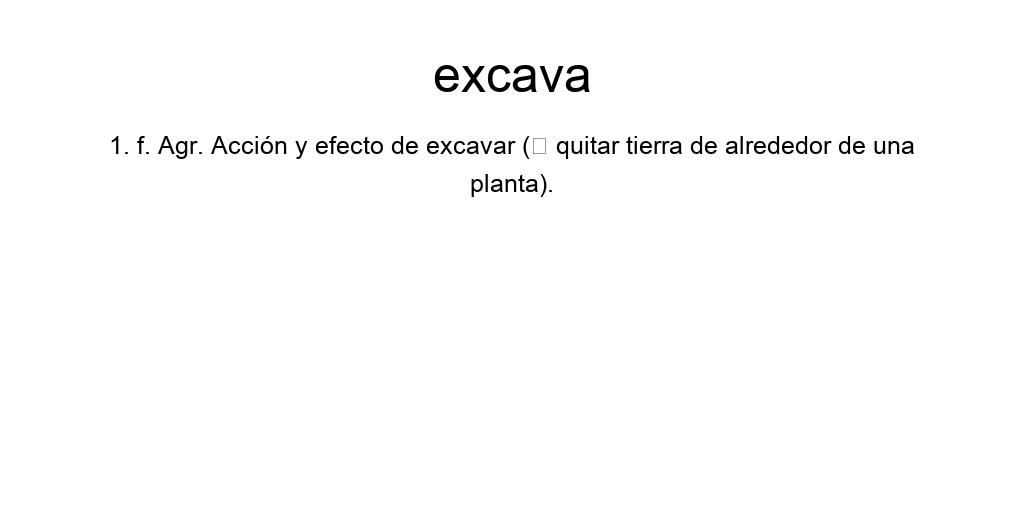 excava
1. f. Agr. Acción y efecto de excavar (□ quitar tierra de alrededor de una
planta).